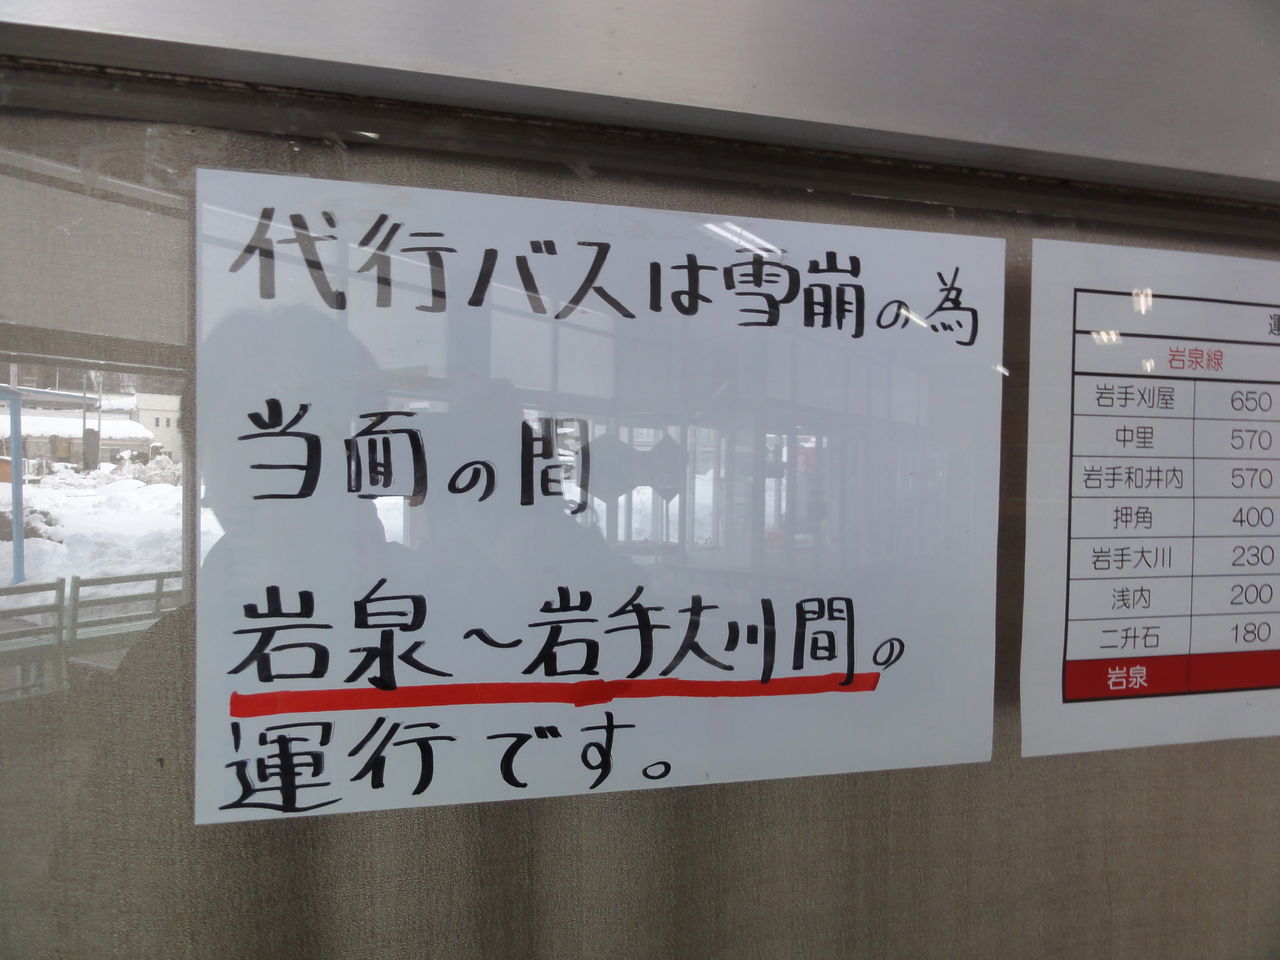 代行バスは雪崩の為
当面の間
岩泉～岩手大川間の
運行です。
運
岩泉線
岩手刈屋 650
中里 570
岩手和井内 570
押角 400
岩手大川 230
浅内 200
二升石 180
岩泉